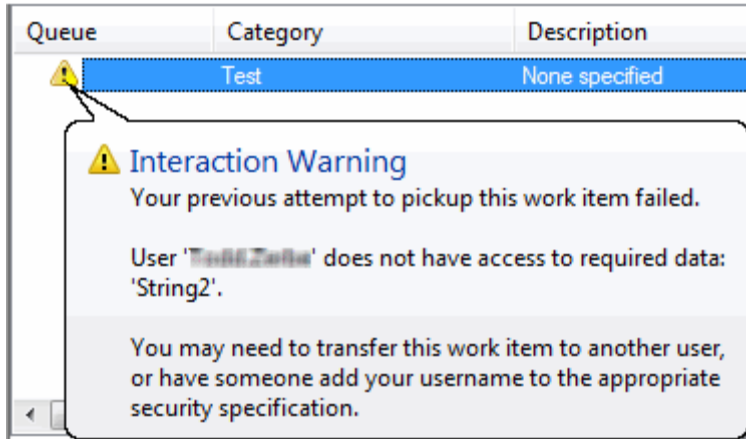 Queue Category Description
Test None specified
Interaction Warning
Your previous attempt to pickup this work item failed.
User ' ' does not have access to required data:
'String2'.
You may need to transfer this work item to another user,
or have someone add your username to the appropriate
security specification.